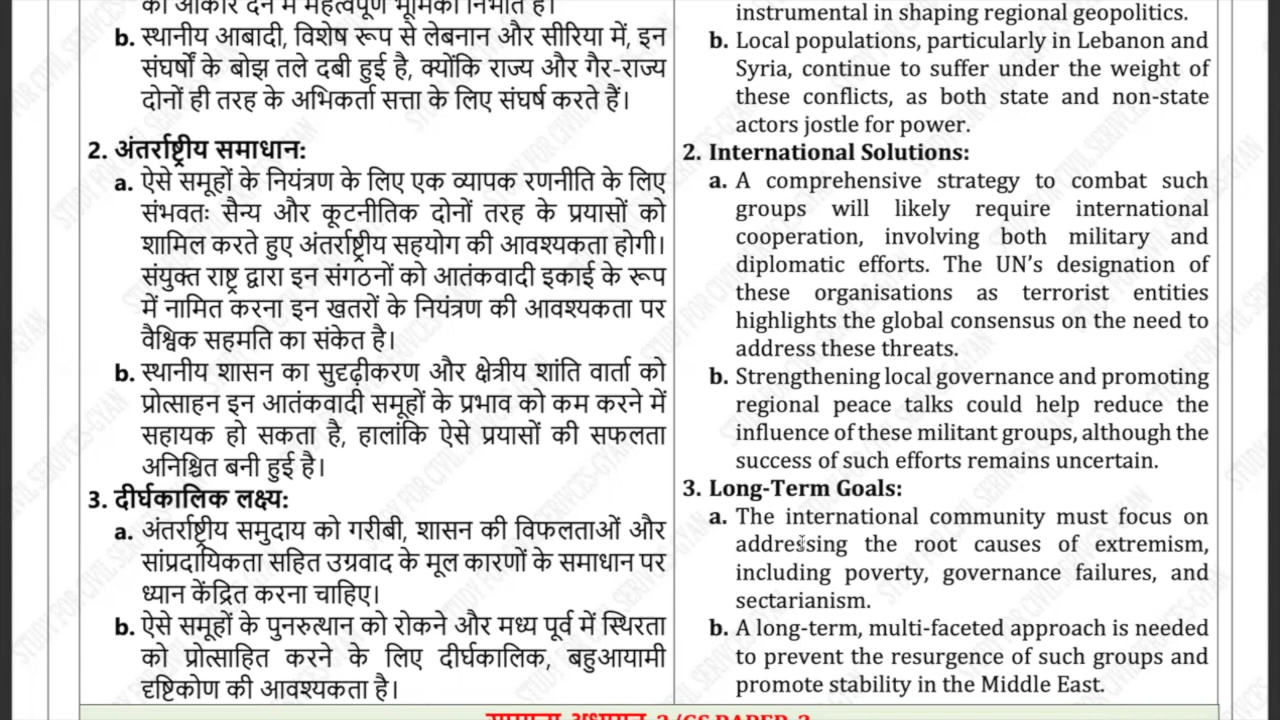 को आकार देने में महत्वपूर्ण भूमिका निभाते हैं।
b. स्थानीय आबादी, विशेष रूप से लेबनान और सीरिया में, इन
संघर्षों के बोझ तले दबी हुई है, क्योंकि राज्य और गैर-राज्य
दोनों ही तरह के अभिकर्ता सत्ता के लिए संघर्ष करते हैं।
2. अंतर्राष्ट्रीय समाधान:
a. ऐसे समूहों के नियंत्रण के लिए एक व्यापक रणनीति के लिए
संभवतः सैन्य और कूटनीतिक दोनों तरह के प्रयासों को
शामिल करते हुए अंतर्राष्ट्रीय सहयोग की आवश्यकता होगी।
संयुक्त राष्ट्र द्वारा इन संगठनों को आतंकवादी इकाई के रूप
में नामित करना इन खतरों के नियंत्रण की आवश्यकता पर
वैश्विक सहमति का संकेत है।
b. स्थानीय शासन का सुदृढ़ीकरण और क्षेत्रीय शांति वार्ता को
प्रोत्साहन इन आतंकवादी समूहों के प्रभाव को कम करने में
सहायक हो सकता है, हालांकि ऐसे प्रयासों की सफलता
अनिश्चित बनी हुई है।
3. दीर्घकालिक लक्ष्य:
a. अंतर्राष्ट्रीय समुदाय को गरीबी, शासन की विफलताओं और
सांप्रदायिकता सहित उग्रवाद के मूल कारणों के समाधान पर
ध्यान केंद्रित करना चाहिए।
b. ऐसे समूहों के पुनरुत्थान को रोकने और मध्य पूर्व में स्थिरता
को प्रोत्साहित करने के लिए दीर्घकालिक, बहुआयामी
दृष्टिकोण की आवश्यकता है।
instrumental in shaping regional geopolitics.
b. Local populations, particularly in Lebanon and
Syria, continue to suffer under the weight of
these conflicts, as both state and non-state
actors jostle for power.
2. International Solutions:
a. A comprehensive strategy to combat such
groups will likely require international
cooperation, involving both military and
diplomatic efforts. The UN’s designation of
these organisations as terrorist entities
highlights the global consensus on the need to
address these threats.
b. Strengthening local governance and promoting
regional peace talks could help reduce the
influence of these militant groups, although the
success of such efforts remains uncertain.
3. Long-Term Goals:
a. The international community must focus on
addressing the root causes of extremism,
including poverty, governance failures, and
sectarianism.
b. A long-term, multi-faceted approach is needed
to prevent the resurgence of such groups and
promote stability in the Middle East.